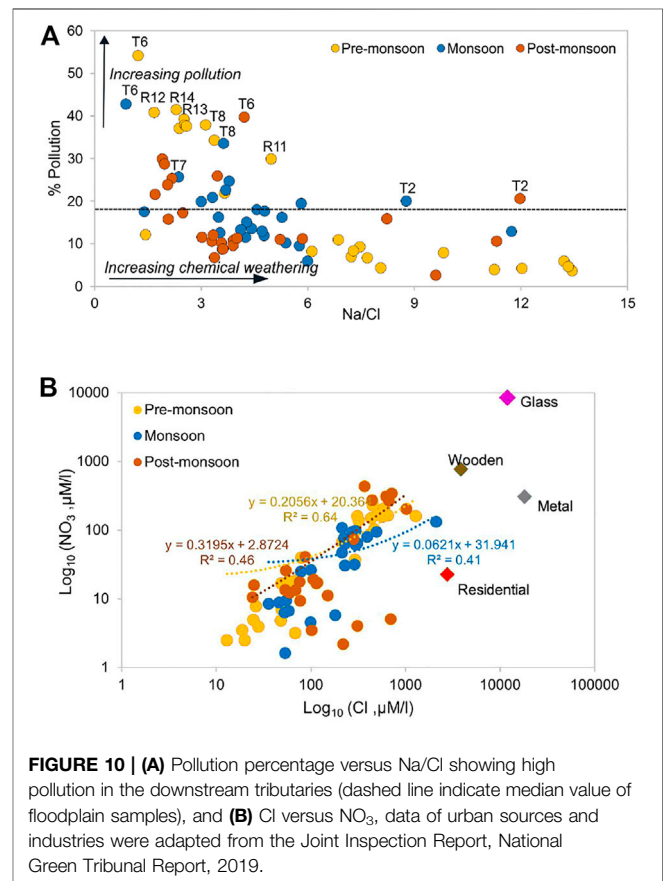 A
60
50
40
30
20
10
0
% Pollution
T6
Increasing pollution
Pre-monsoon Monsoon Post-monsoon
T6 R12 R14
R13 T8
T6
T8
R11
T7
T2
T2
Increasing chemical weathering
0 3 6 9 12 15
Na/Cl
B
10000
1000
100
10
1
Log10 (NO3 ,µM/l)
Pre-monsoon
Monsoon
Post-monsoon
Glass
Wooden
Metal
Residential
y = 0.2056x + 20.364
R² = 0.64
y = 0.3195x + 2.8724
R² = 0.46
y = 0.0621x + 31.941
R² = 0.41
1 10 100 1000 10000 100000
Log10 (Cl ,µM/l)
FIGURE 10 | (A) Pollution percentage versus Na/Cl showing high
pollution in the downstream tributaries (dashed line indicate median value of
floodplain samples), and (B) Cl versus NO3, data of urban sources and
industries were adapted from the Joint Inspection Report, National
Green Tribunal Report, 2019.